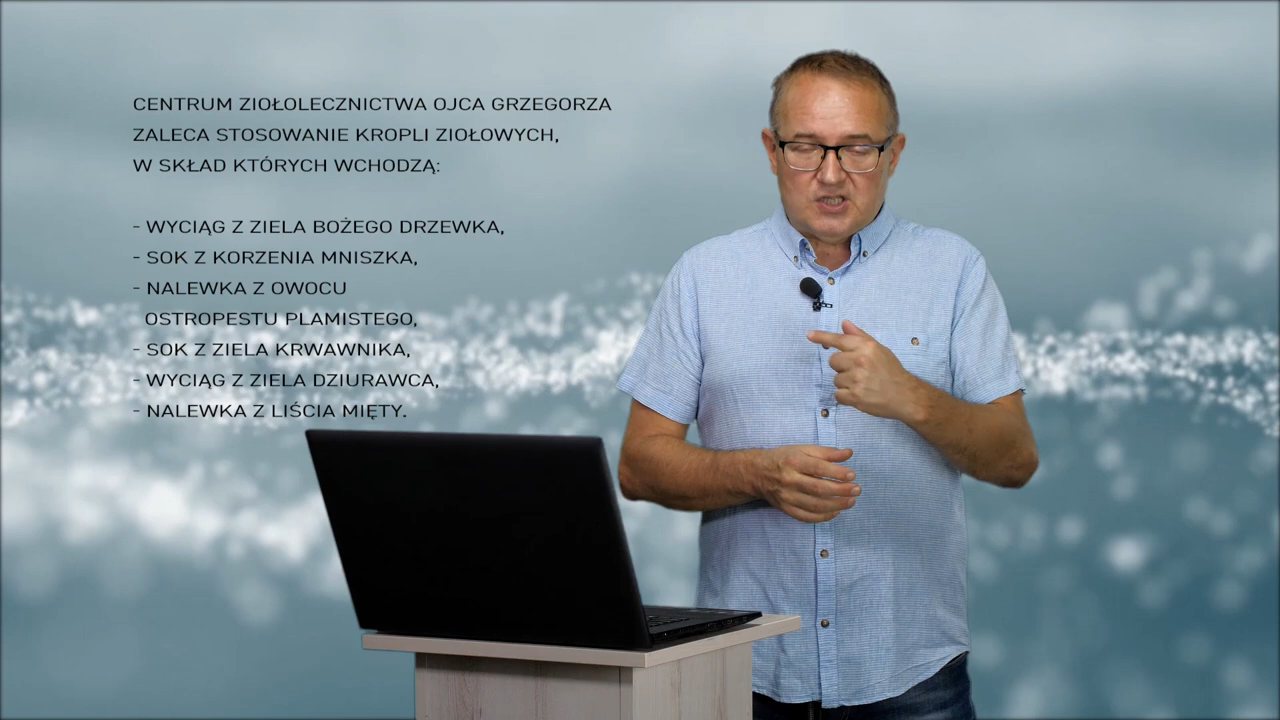 CENTRUM ZIOŁOLECZNICTWA OJCA GRZEGORZA
ZALECA STOSOWANIE KROPLI ZIOŁOWYCH,
W SKŁAD KTÓRYCH WCHODZĄ:
- WYCIĄG Z ZIELA BOŻEGO DRZEWKA,
- SOK Z KORZENIA MNISZKA,
- NALEWKA Z OWOCU
OSTROPESTU PLAMISTEGO,
- SOK Z ZIELA KRWAWNIKA,
- WYCIĄG Z ZIELA DZIURAWCA,
- NALEWKA Z LIŚCIA MIĘTY.